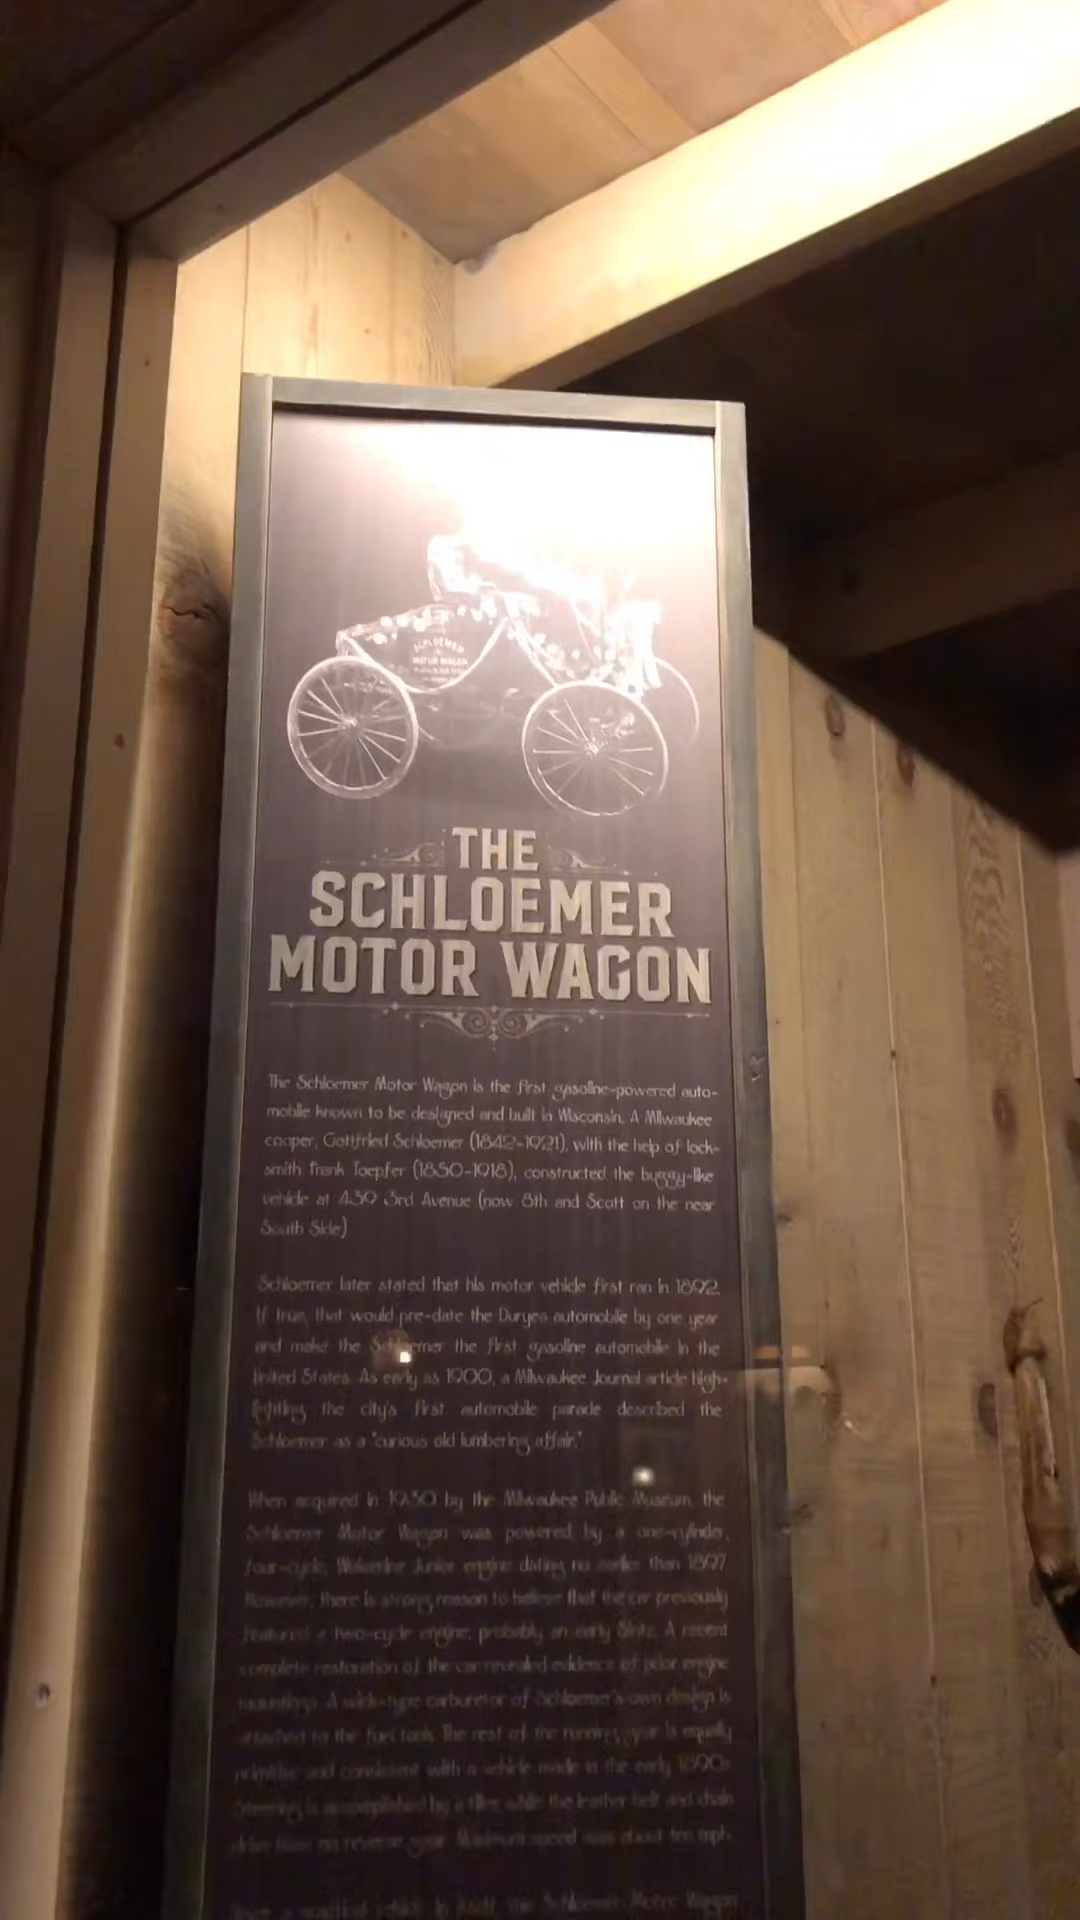 SCHLOEMER
MOTOR WAGON
THE
SCHLOEMER
MOTOR WAGON
The Schloemer Motor Wagon is the first gasoline-powered auto-
mobile known to be designed and built in Wisconsin. A Milwaukee
cooper, Gottfried Schloemer (1842-1921), with the help of lock-
smith Frank Toepfer (1850-1918), constructed the buggy-like
vehicle at 439 3rd Avenue (now 8th and Scott on the near
South Side)
Schloemer later stated that his motor vehicle first ran in 1892.
If true, that would pre-date the Duryea automobile by one year
and make the Schloemer the first gasoline automobile in the
United States. As early as 1900, a Milwaukee Journal article high-
lighting the city's first automobile parade described the
Schloemer as a "curious old lumbering affair."
When acquired in by the Milwaukee Public Museum, the
Schloemer Motor Wagon was powered by a one-cylinder,
four-cycle, Wolverine Junior engine dating no earlier than 1897.
However, there is strong reason to believe that the car previously
featured a two-cycle engine, probably an early Sintz. A recent
complete restoration of the car revealed evidence of prior engine
mountings. A wick-type carburetor of Schloemer's own design is
attached to the fuel tank. The rest of the running gear is equally
primitive and consistent with a vehicle made in the early 1890s.
Steering is accomplished by a tiller while the leather belt and chain
drive have no reverse gear. Maximum speed was about ten mph.
vehicle in itself, the Schloemer Motor Wagon